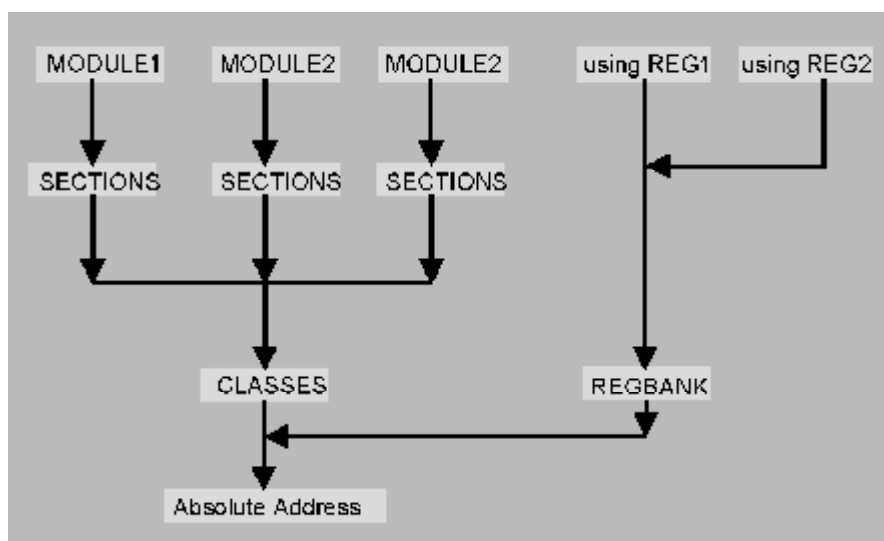 MODULE1 MODULE2 MODULE2 using REG1 using REG2
SECTIONS SECTIONS SECTIONS
CLASSES REGBANK
Absolute Address